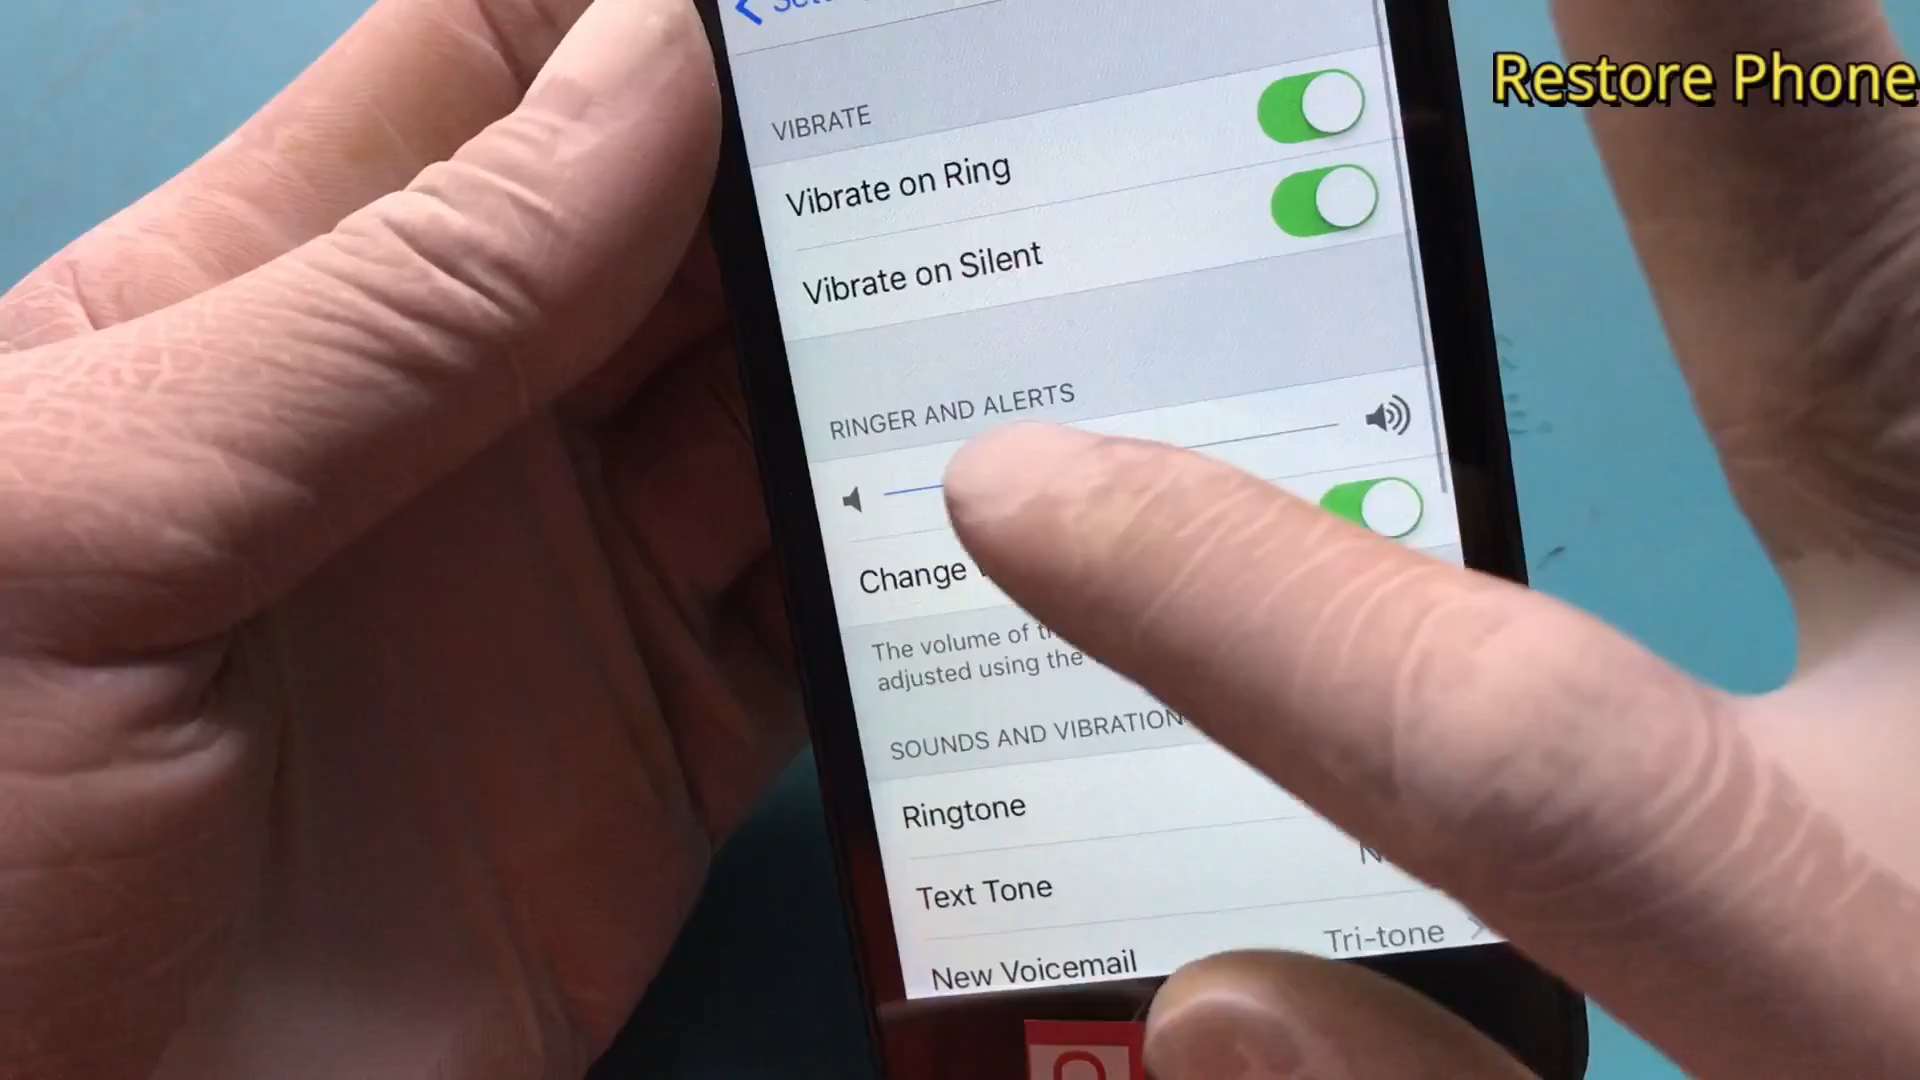 Restore Phone
VIBRATE
Vibrate on Ring
Vibrate on Silent
RINGER AND ALERTS
Change
The volume of
adjusted using the
SOUNDS AND VIBRATION
Ringtone
Text Tone
Tri-tone
New Voicemail